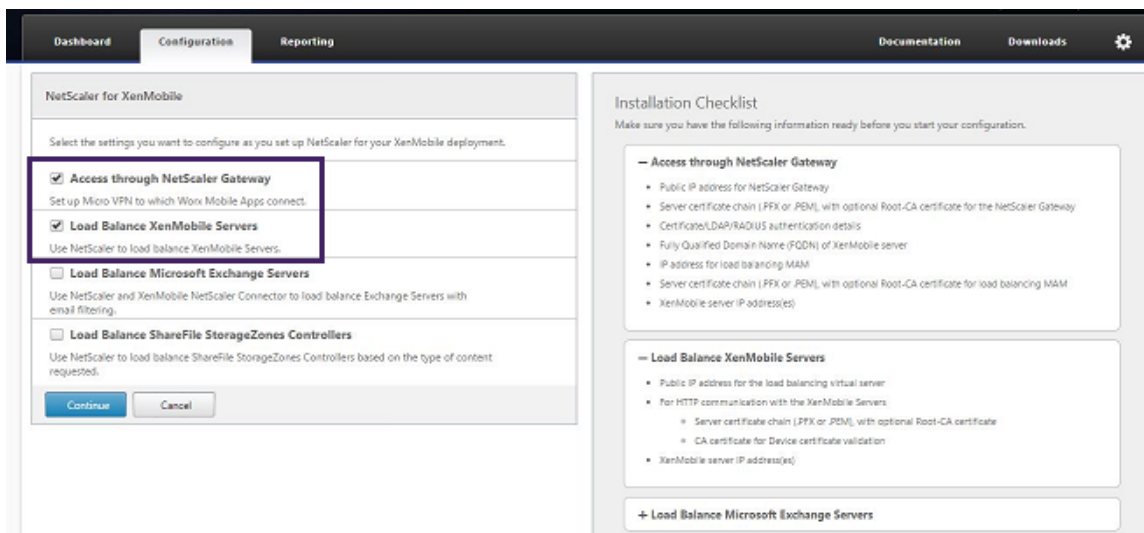 Dashboard
Configuration
Reporting
Documentation
Downloads
NetScaler for XenMobile
Select the settings you want to configure as you set up NetScaler for your XenMobile deployment.
Access through NetScaler Gateway
Set up Micro VPN to which Worx Mobile Apps connect.
Load Balance XenMobile Servers
Use NetScaler to load balance XenMobile Servers.
Load Balance Microsoft Exchange Servers
Use NetScaler and XenMobile NetScaler Connector to load balance Exchange Servers with
email filtering.
Load Balance ShareFile StorageZones Controllers
Use NetScaler to load balance ShareFile StorageZones Controllers based on the type of content
requested.
Continue
Cancel
Installation Checklist
Make sure you have the following information ready before you start your configuration.
— Access through NetScaler Gateway
• Public IP address for NetScaler Gateway
• Server certificate chain (.PFX or .PEM), with optional Root-CA certificate for the NetScaler Gateway
• Certificate/LDAP/RADIUS authentication details
• Fully Qualified Domain Name (FQDN) of XenMobile server
• IP address for load balancing MAM
• Server certificate chain (.PFX or .PEM), with optional Root-CA certificate for load balancing MAM
• XenMobile server IP address(es)
— Load Balance XenMobile Servers
• Public IP address for the load balancing virtual server
• For HTTP communication with the XenMobile Servers
Server certificate chain (.PFX or .PEM), with optional Root-CA certificate
CA certificate for Device certificate validation
• XenMobile server IP address(es)
+ Load Balance Microsoft Exchange Servers